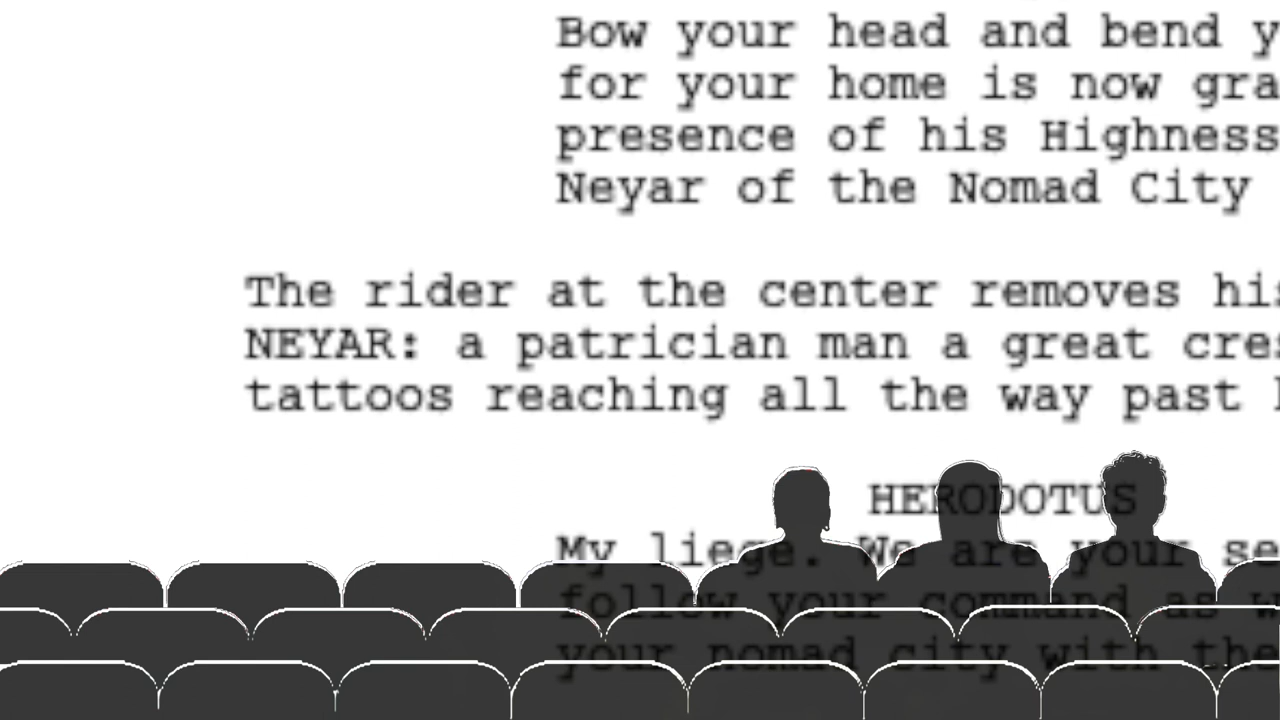 Bow your head and bend y
for your home is now gra
presence of his Highness
Neyar of the Nomad City
The rider at the center removes his
NEYAR: a patrician man a great cres
tattoos reaching all the way past
HERODOTUS
My liege. We are your se
follow your command as w
your nomad city with the